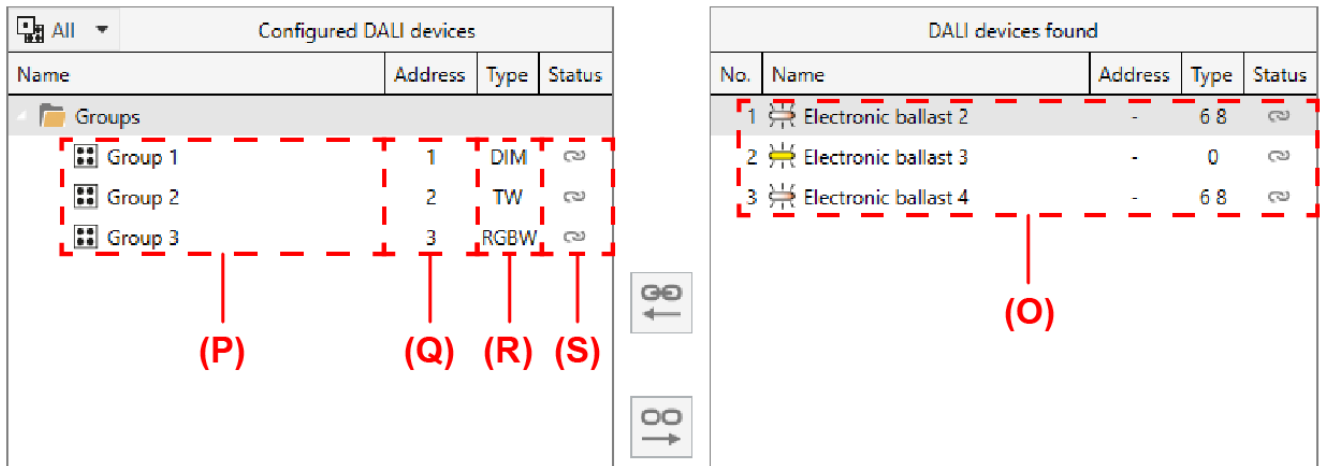 All Configured DALI devices
Name Address Type Status
Groups
Group 1 1 DIM
Group 2 2 TW
Group 3 3 RGBW
(P) (Q) (R) (S)
DALI devices found
No. Name Address Type Status
1 Electronic ballast 2 - 6 8
2 Electronic ballast 3 - 0
3 Electronic ballast 4 - 6 8
(O)